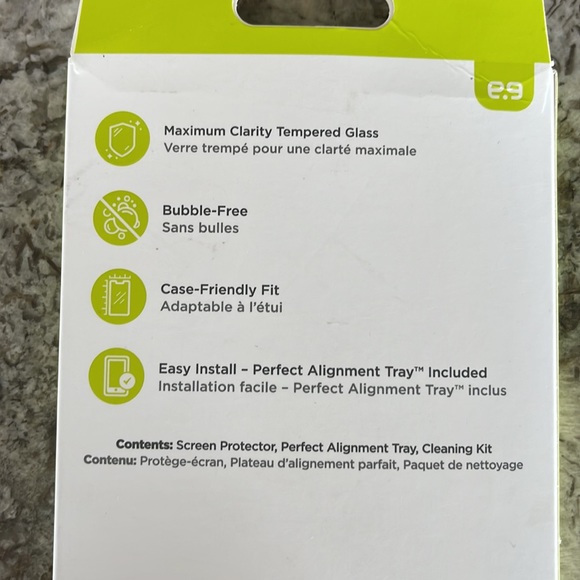 e.g
Maximum Clarity Tempered Glass
Verre trempé pour une clarté maximale
Bubble-Free
Sans bulles
Case-Friendly Fit
Adaptable à l'étui
Easy Install – Perfect Alignment Tray™ Included
Installation facile – Perfect Alignment Tray™ inclus
Contents: Screen Protector, Perfect Alignment Tray, Cleaning Kit
Contenu: Protège-écran, Plateau d'alignement parfait, Paquet de nettoyage